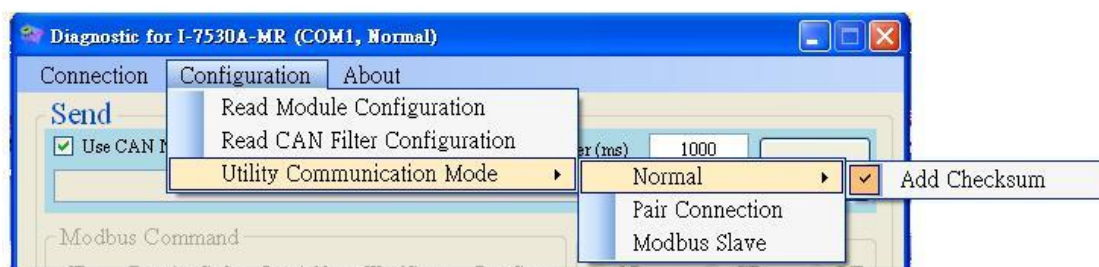 Diagnostic for I-7530A-MR (COM1, Normal)
Connection Configuration About
Send
Read Module Configuration
Read CAN Filter Configuration
Utility Communication Mode
Use CAN
(ms) 1000
Normal
Add Checksum
Pair Connection
Modbus Slave
Modbus Command